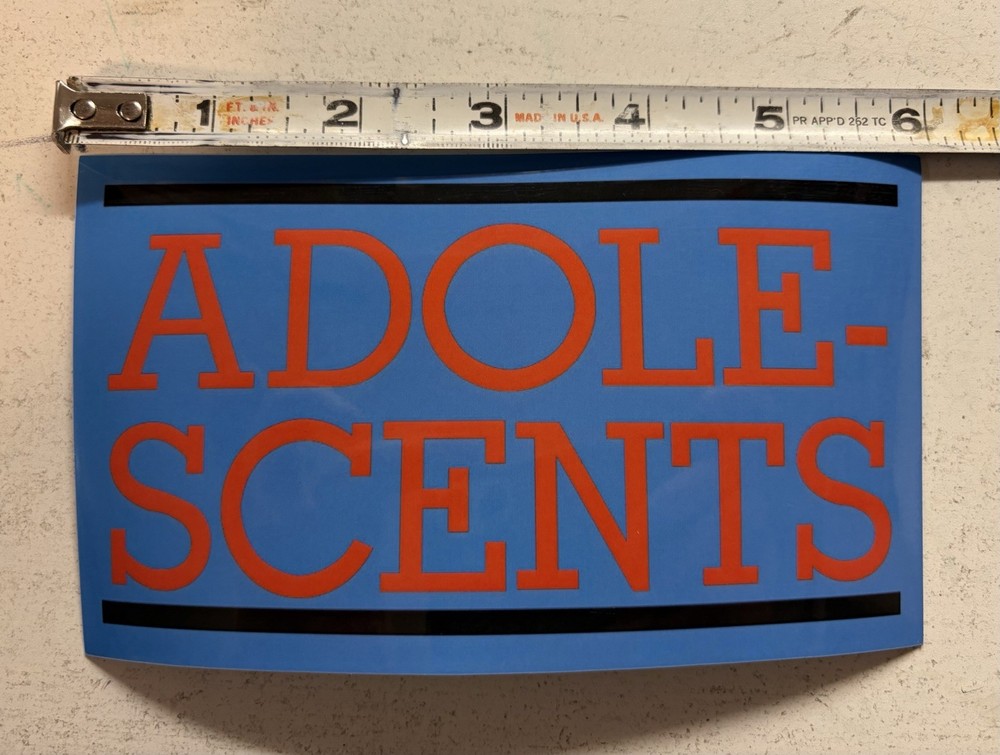 1 FT. & IN. 2 3 MADE IN U.S.A. 4 5 PR APP'D 262 TC 6
INCHES
ADOLE-
SCENTS